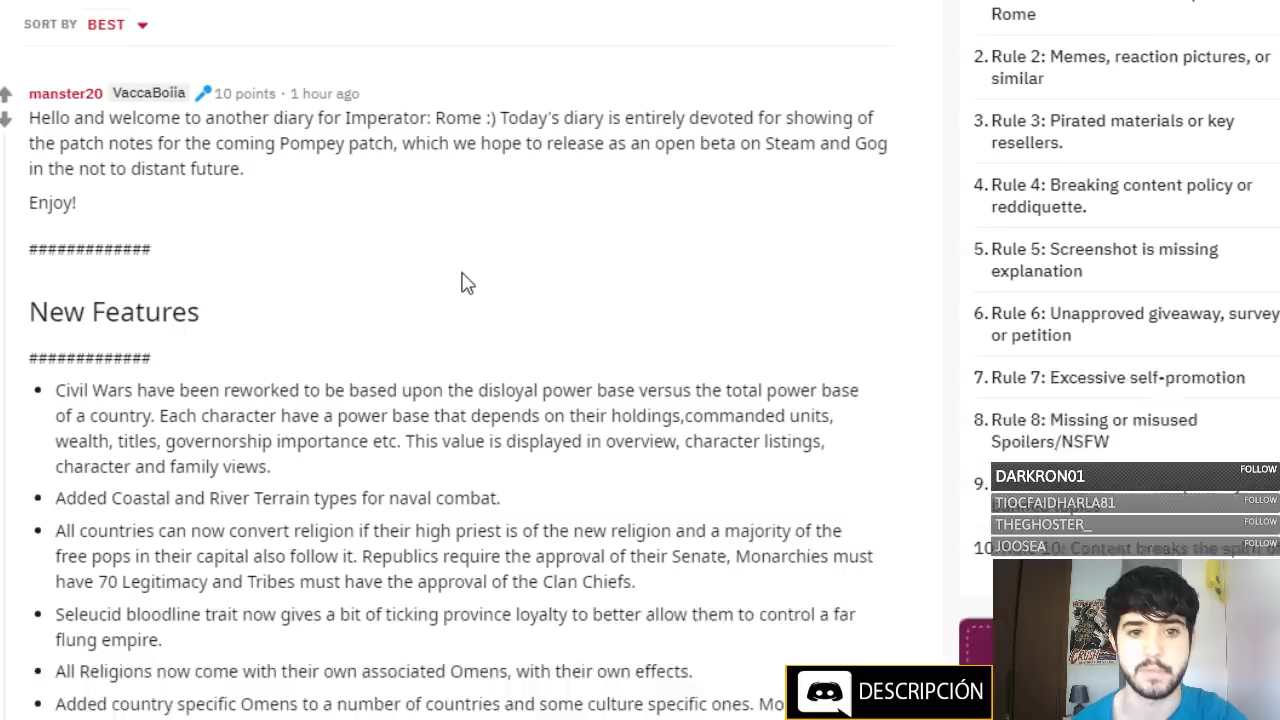 SORT BY BEST
manster20 VaccaBoiia 10 points · 1 hour ago
Hello and welcome to another diary for Imperator: Rome :) Today's diary is entirely devoted for showing of
the patch notes for the coming Pompey patch, which we hope to release as an open beta on Steam and Gog
in the not to distant future.
Enjoy!
#############
New Features
#############
• Civil Wars have been reworked to be based upon the disloyal power base versus the total power base
of a country. Each character have a power base that depends on their holdings,commanded units,
wealth, titles, governorship importance etc. This value is displayed in overview, character listings,
character and family views.
• Added Coastal and River Terrain types for naval combat.
• All countries can now convert religion if their high priest is of the new religion and a majority of the
free pops in their capital also follow it. Republics require the approval of their Senate, Monarchies must
have 70 Legitimacy and Tribes must have the approval of the Clan Chiefs.
• Seleucid bloodline trait now gives a bit of ticking province loyalty to better allow them to control a far
flung empire.
• All Religions now come with their own associated Omens, with their own effects.
• Added country specific Omens to a number of countries and some culture specific ones. Mo
Rome
2. Rule 2: Memes, reaction pictures, or
similar
3. Rule 3: Pirated materials or key
resellers.
4. Rule 4: Breaking content policy or
reddiquette.
5. Rule 5: Screenshot is missing
explanation
6. Rule 6: Unapproved giveaway, survey
or petition
7. Rule 7: Excessive self-promotion
8. Rule 8: Missing or misused
Spoilers/NSFW
9.
10: Content breaks the
DARKRON01 FOLLOW
TIOCFAIDHARLA81 FOLLOW
THEGHOSTER_ FOLLOW
JOOSEA FOLLOW
DESCRIPCIÓN